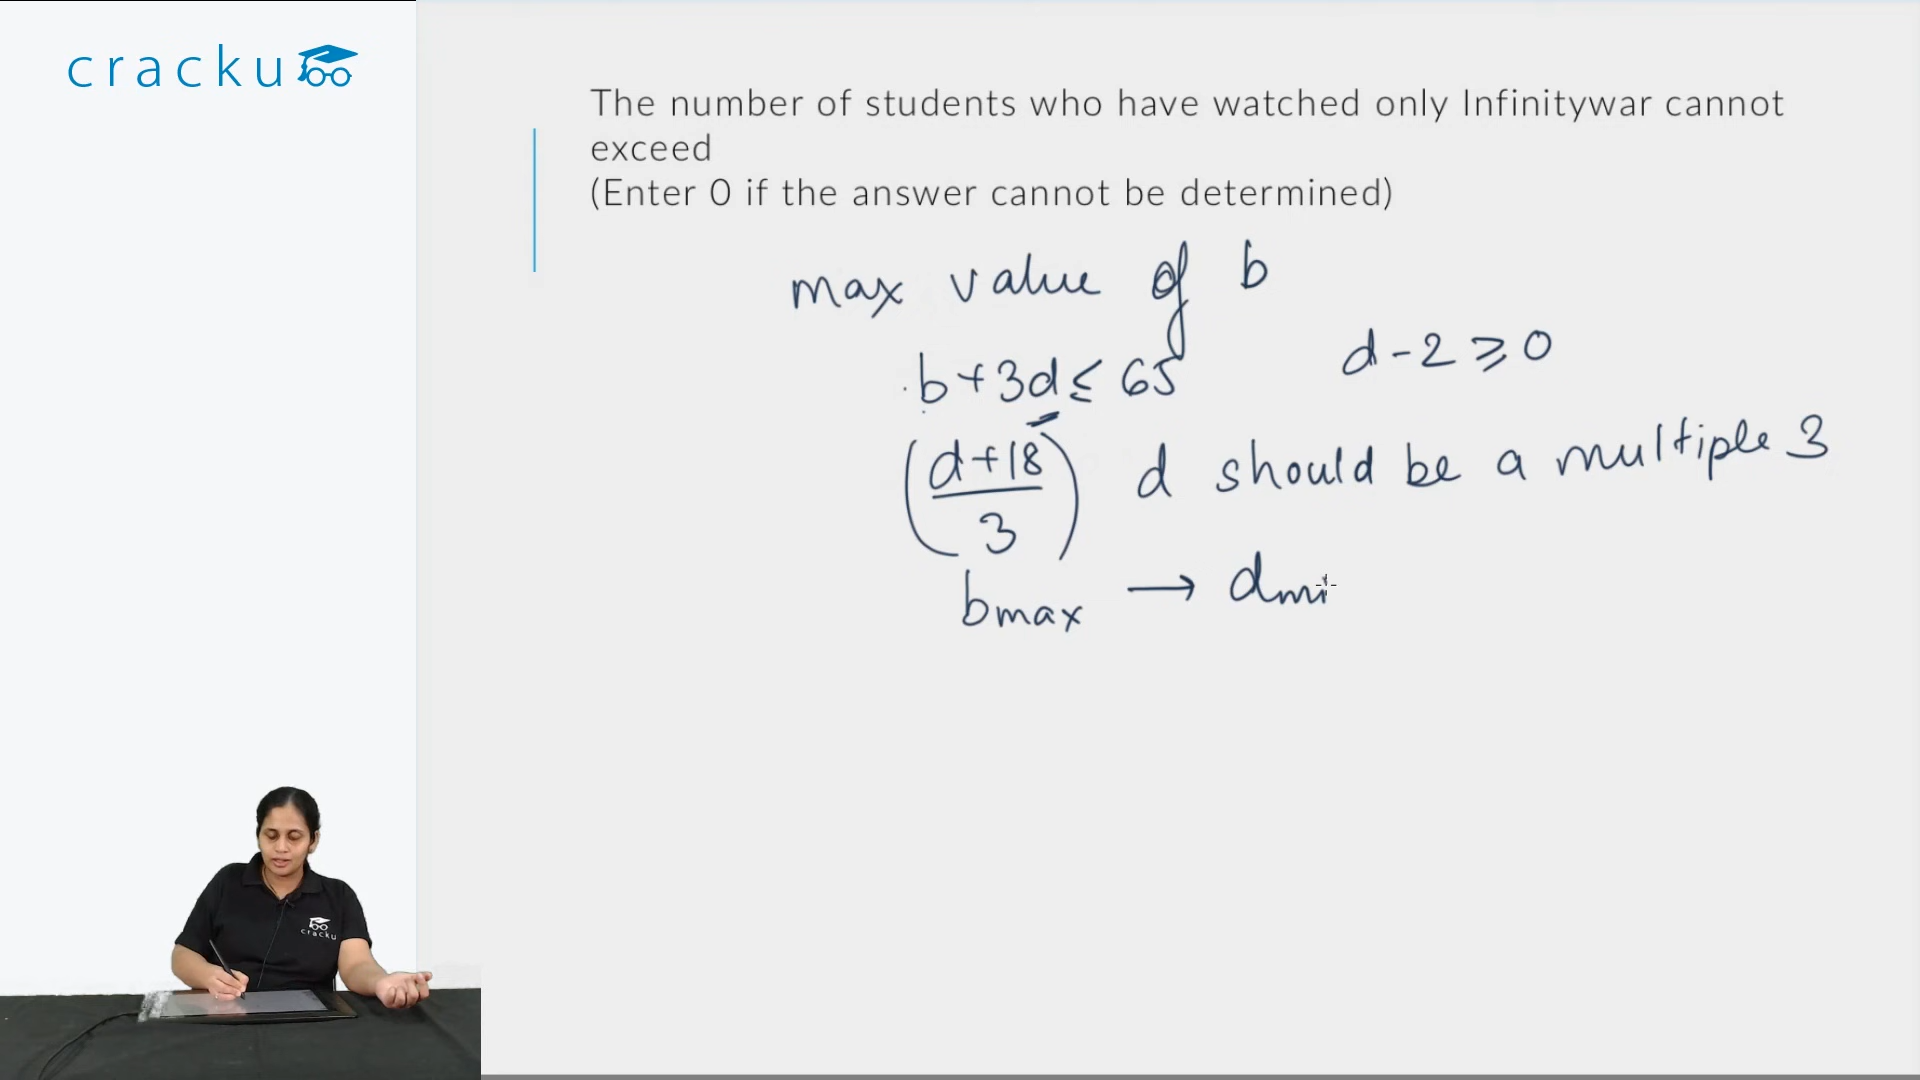 cracku
The number of students who have watched only Infinitywar cannot
exceed
(Enter 0 if the answer cannot be determined)
max value of b
b+3d ≤ 65 d-2 ≥ 0
(d+18/3) d should be a multiple 3
bmax → dmi
cracku